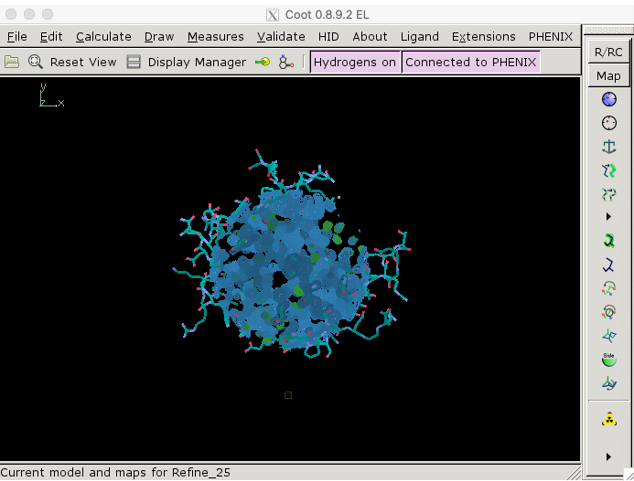 Coot 0.8.9.2 EL
File Edit Calculate Draw Measures Validate HID About Ligand Extensions PHENIX
R/RC
Reset View Display Manager Hydrogens on Connected to PHENIX
Map
y
z x
Side
Current model and maps for Refine_25